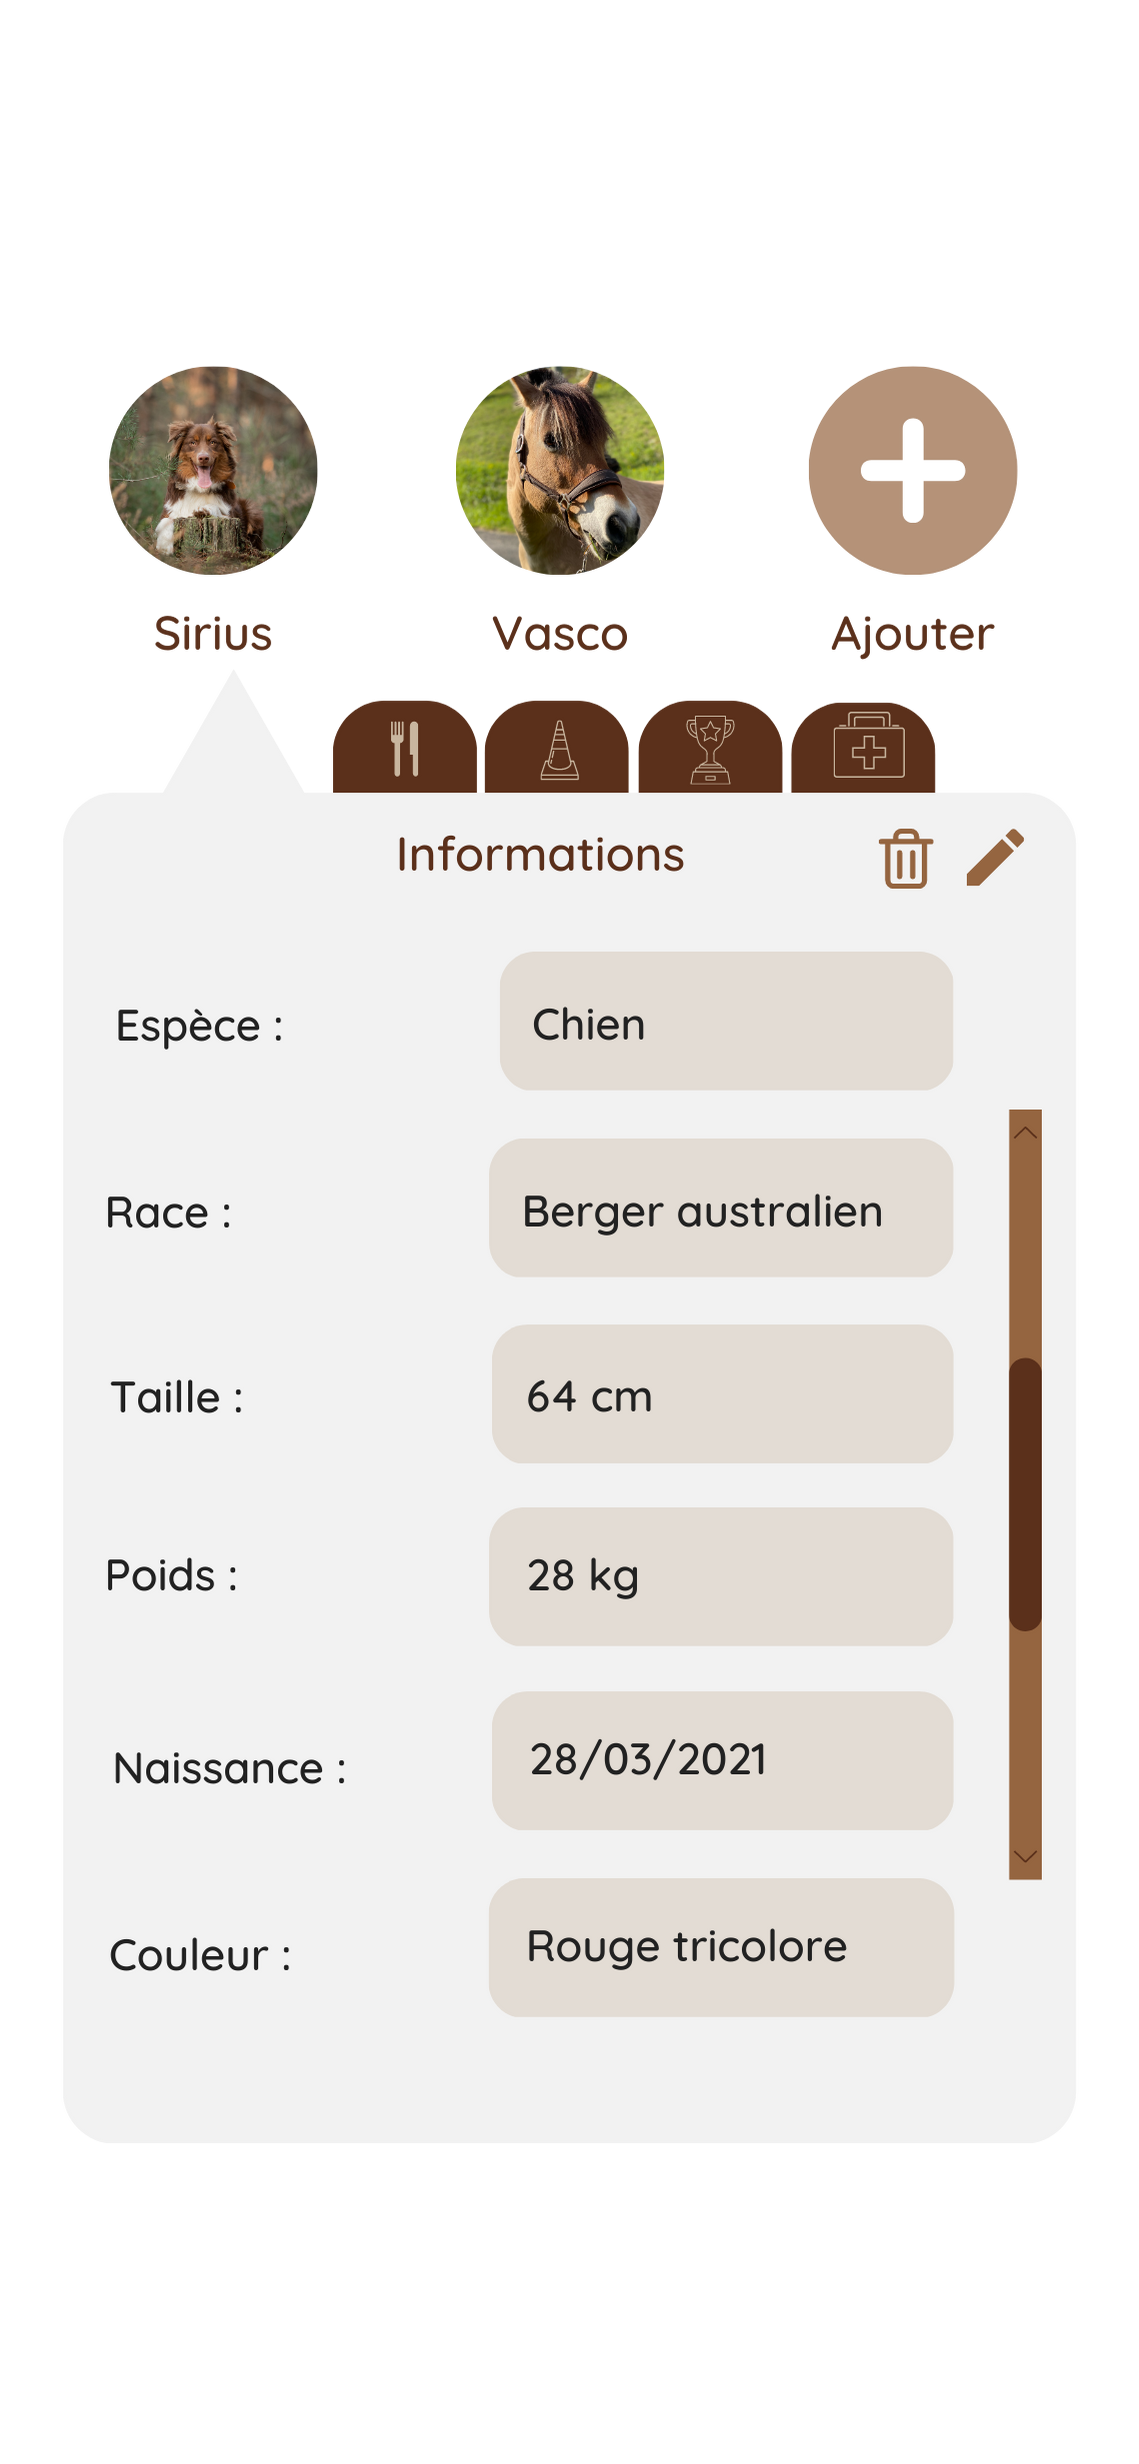 Sirius
Vasco
Ajouter
Informations
Espèce : Chien
Race : Berger australien
Taille : 64 cm
Poids : 28 kg
Naissance : 28/03/2021
Couleur : Rouge tricolore